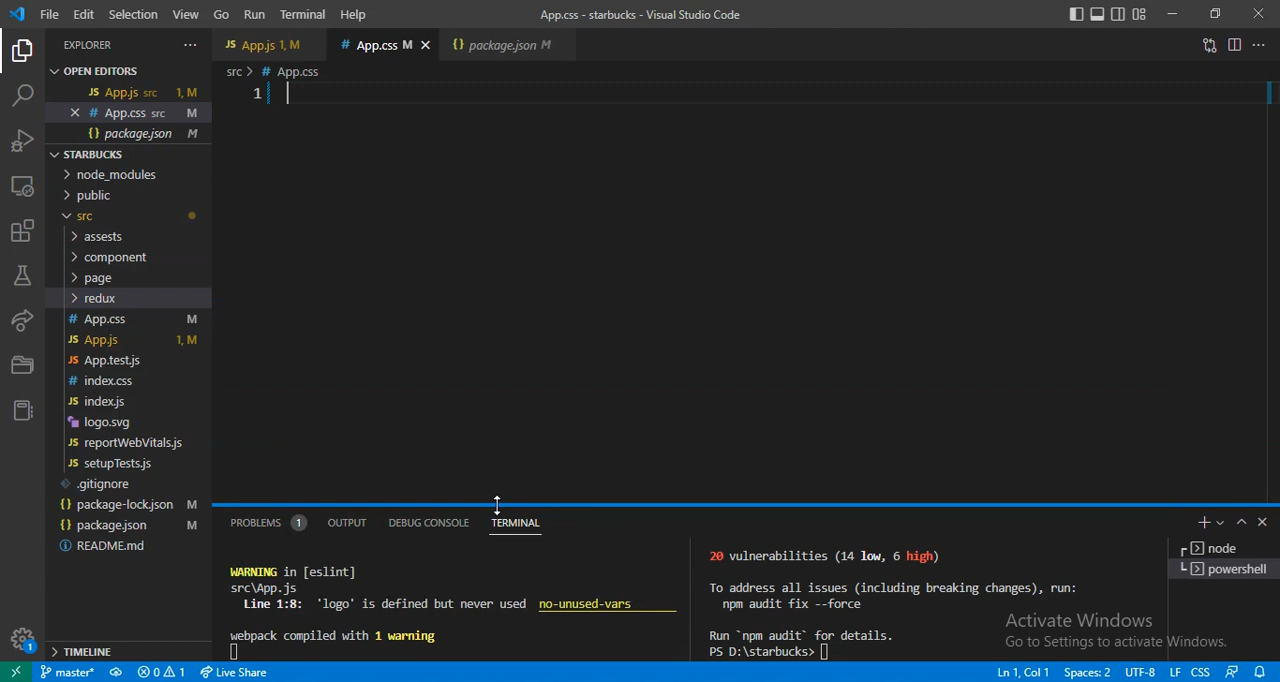 File Edit Selection View Go Run Terminal Help App.css - starbucks - Visual Studio Code
EXPLORER
JS App.js 1, M # App.css M {} package.json M
OPEN EDITORS
JS App.js src 1, M
# App.css src M
{} package.json M
STARBUCKS
node_modules
public
src
assests
component
page
redux
# App.css M
JS App.js 1, M
JS App.test.js
# index.css
JS index.js
logo.svg
JS reportWebVitals.js
JS setupTests.js
.gitignore
{} package-lock.json M
{} package.json M
README.md
TIMELINE
src > # App.css
1
PROBLEMS 1 OUTPUT DEBUG CONSOLE TERMINAL
WARNING in [eslint]
src\App.js
Line 1:8: 'logo' is defined but never used no-unused-vars
webpack compiled with 1 warning
20 vulnerabilities (14 low, 6 high)
To address all issues (including breaking changes), run:
npm audit fix --force
Run `npm audit` for details.
PS D:\starbucks>
node
powershell
Activate Windows
Go to Settings to activate Windows.
1
master* 0 1 Live Share Ln 1, Col 1 Spaces: 2 UTF-8 LF CSS